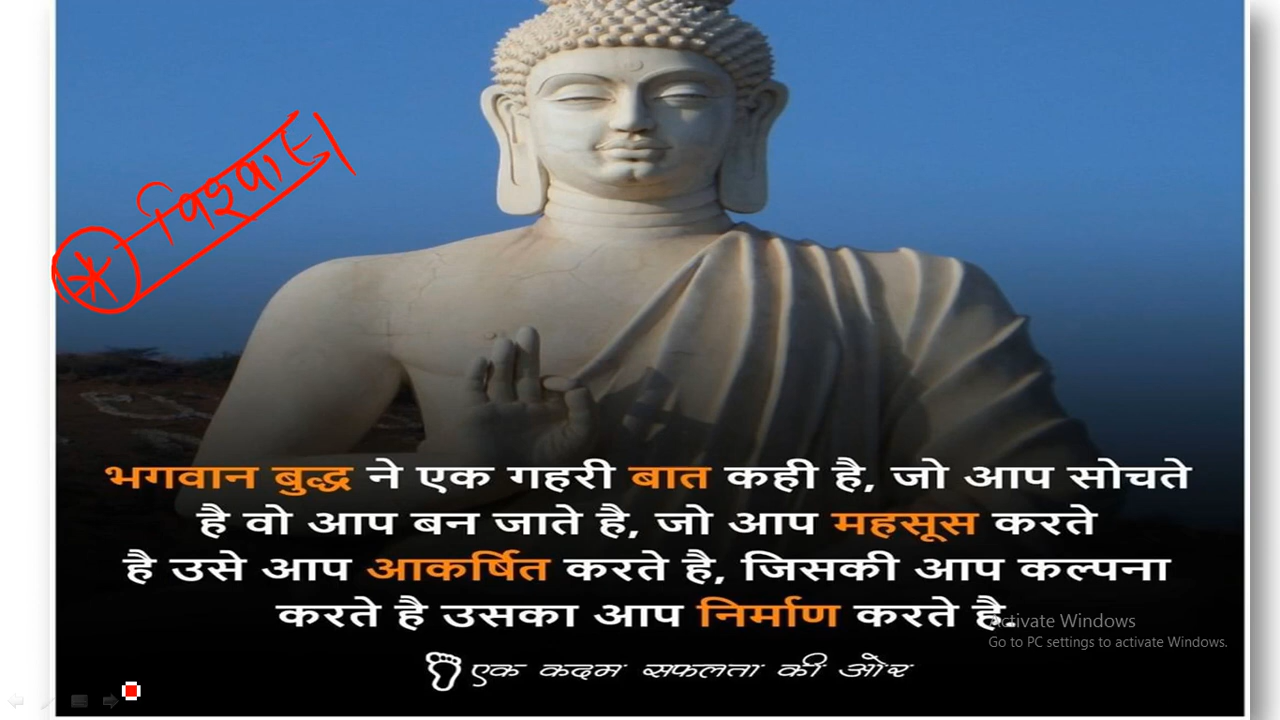 विश्वास
भगवान बुद्ध ने एक गहरी बात कही है, जो आप सोचते
है वो आप बन जाते है, जो आप महसूस करते
है उसे आप आकर्षित करते है, जिसकी आप कल्पना
करते है उसका आप निर्माण करते है.
Activate Windows
Go to PC settings to activate Windows.
एक कदम सफलता की ओर